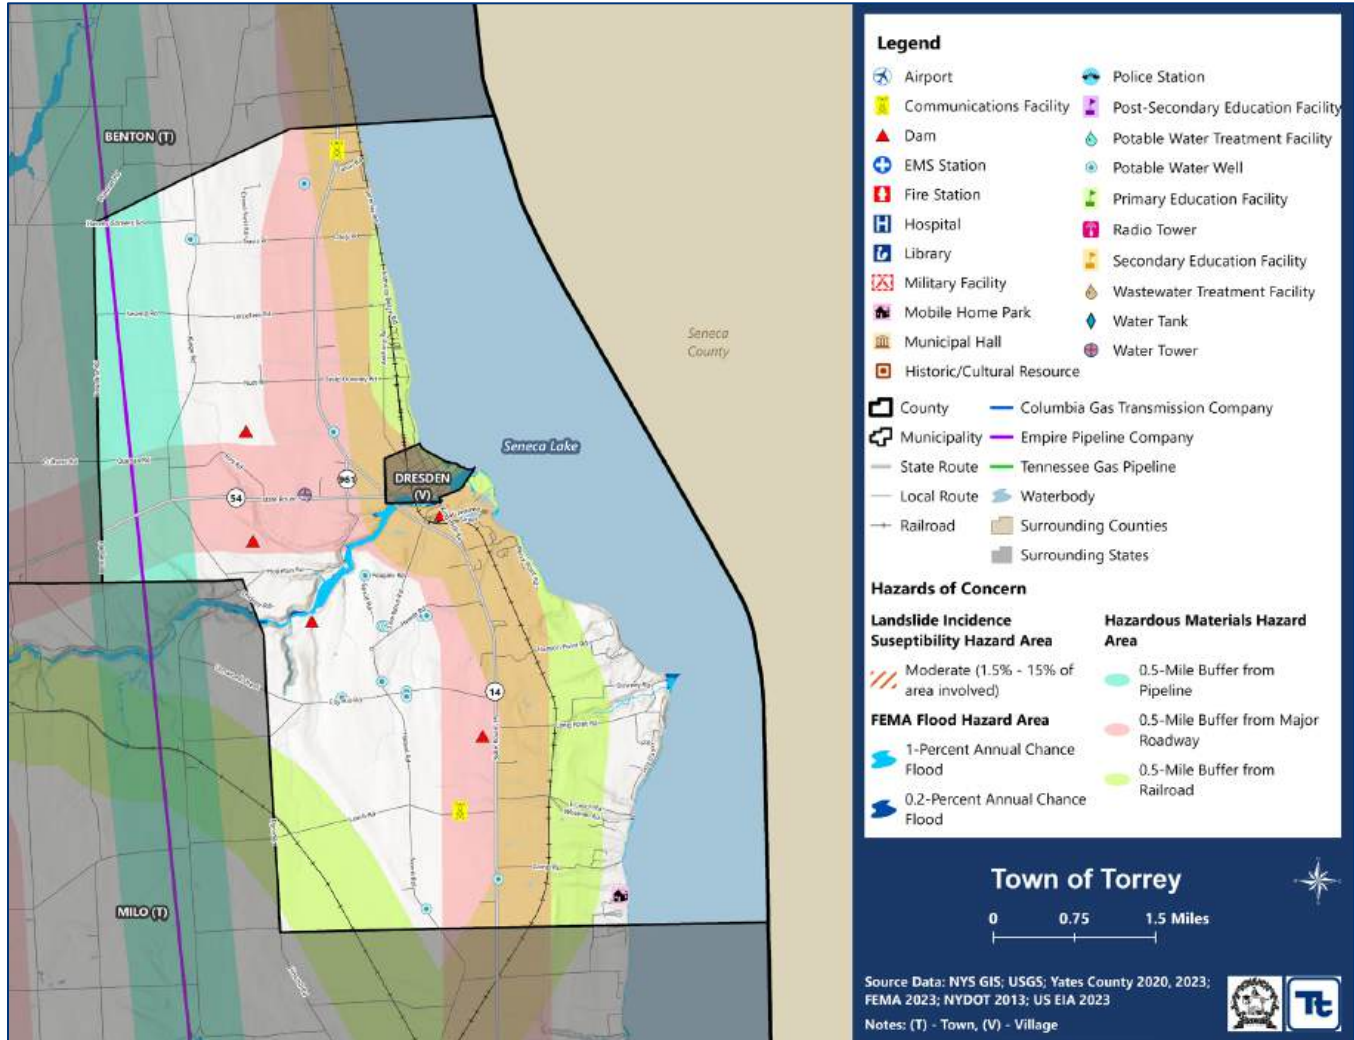 BENTON (T)
Seneca
County
Seneca Lake
961
DRESDEN
(V)
54
14
MILO (T)
Legend
Airport
Communications Facility
Dam
EMS Station
Fire Station
Hospital
Library
Military Facility
Mobile Home Park
Municipal Hall
Historic/Cultural Resource
Police Station
Post-Secondary Education Facility
Potable Water Treatment Facility
Potable Water Well
Primary Education Facility
Radio Tower
Secondary Education Facility
Wastewater Treatment Facility
Water Tank
Water Tower
County
Municipality
State Route
Local Route
Railroad
Columbia Gas Transmission Company
Empire Pipeline Company
Tennessee Gas Pipeline
Waterbody
Surrounding Counties
Surrounding States
Hazards of Concern
Landslide Incidence
Suseptibility Hazard Area
Moderate (1.5% - 15% of
area involved)
FEMA Flood Hazard Area
1-Percent Annual Chance
Flood
0.2-Percent Annual Chance
Flood
Hazardous Materials Hazard
Area
0.5-Mile Buffer from
Pipeline
0.5-Mile Buffer from Major
Roadway
0.5-Mile Buffer from
Railroad
Town of Torrey
0 0.75 1.5 Miles
Source Data: NYS GIS; USGS; Yates County 2020, 2023;
FEMA 2023; NYDOT 2013; US EIA 2023
Notes: (T) - Town, (V) - Village
Tt